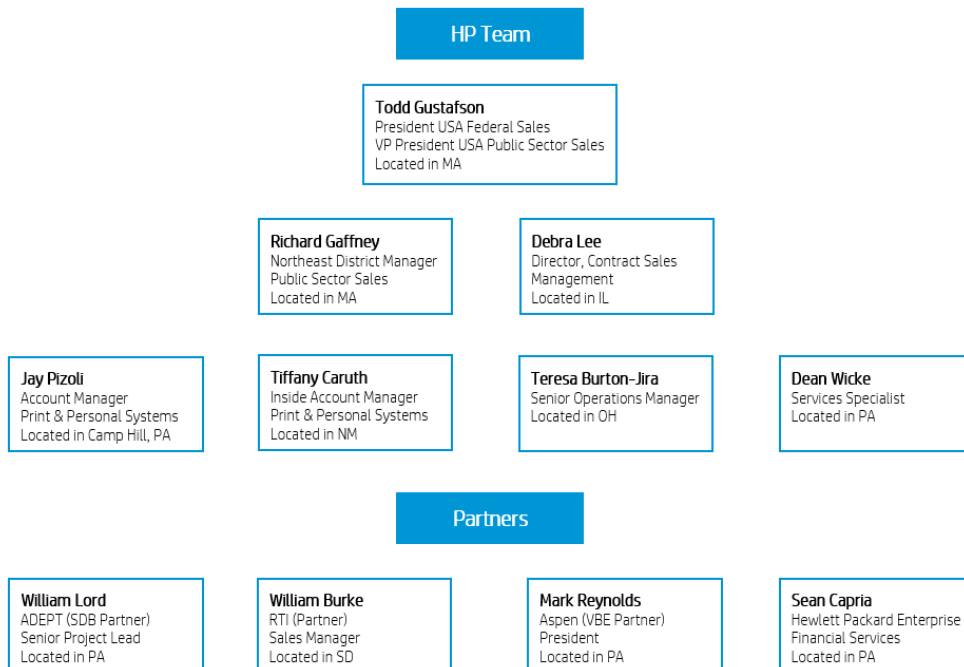 HP Team
Todd Gustafson
President USA Federal Sales
VP President USA Public Sector Sales
Located in MA
Richard Gaffney
Northeast District Manager
Public Sector Sales
Located in MA
Debra Lee
Director, Contract Sales
Management
Located in IL
Jay Pizoli
Account Manager
Print & Personal Systems
Located in Camp Hill, PA
Tiffany Caruth
Inside Account Manager
Print & Personal Systems
Located in NM
Teresa Burton-Jira
Senior Operations Manager
Located in OH
Dean Wicke
Services Specialist
Located in PA
Partners
William Lord
ADEPT (SDB Partner)
Senior Project Lead
Located in PA
William Burke
RTI (Partner)
Sales Manager
Located in SD
Mark Reynolds
Aspen (VBE Partner)
President
Located in PA
Sean Capria
Hewlett Packard Enterprise
Financial Services
Located in PA